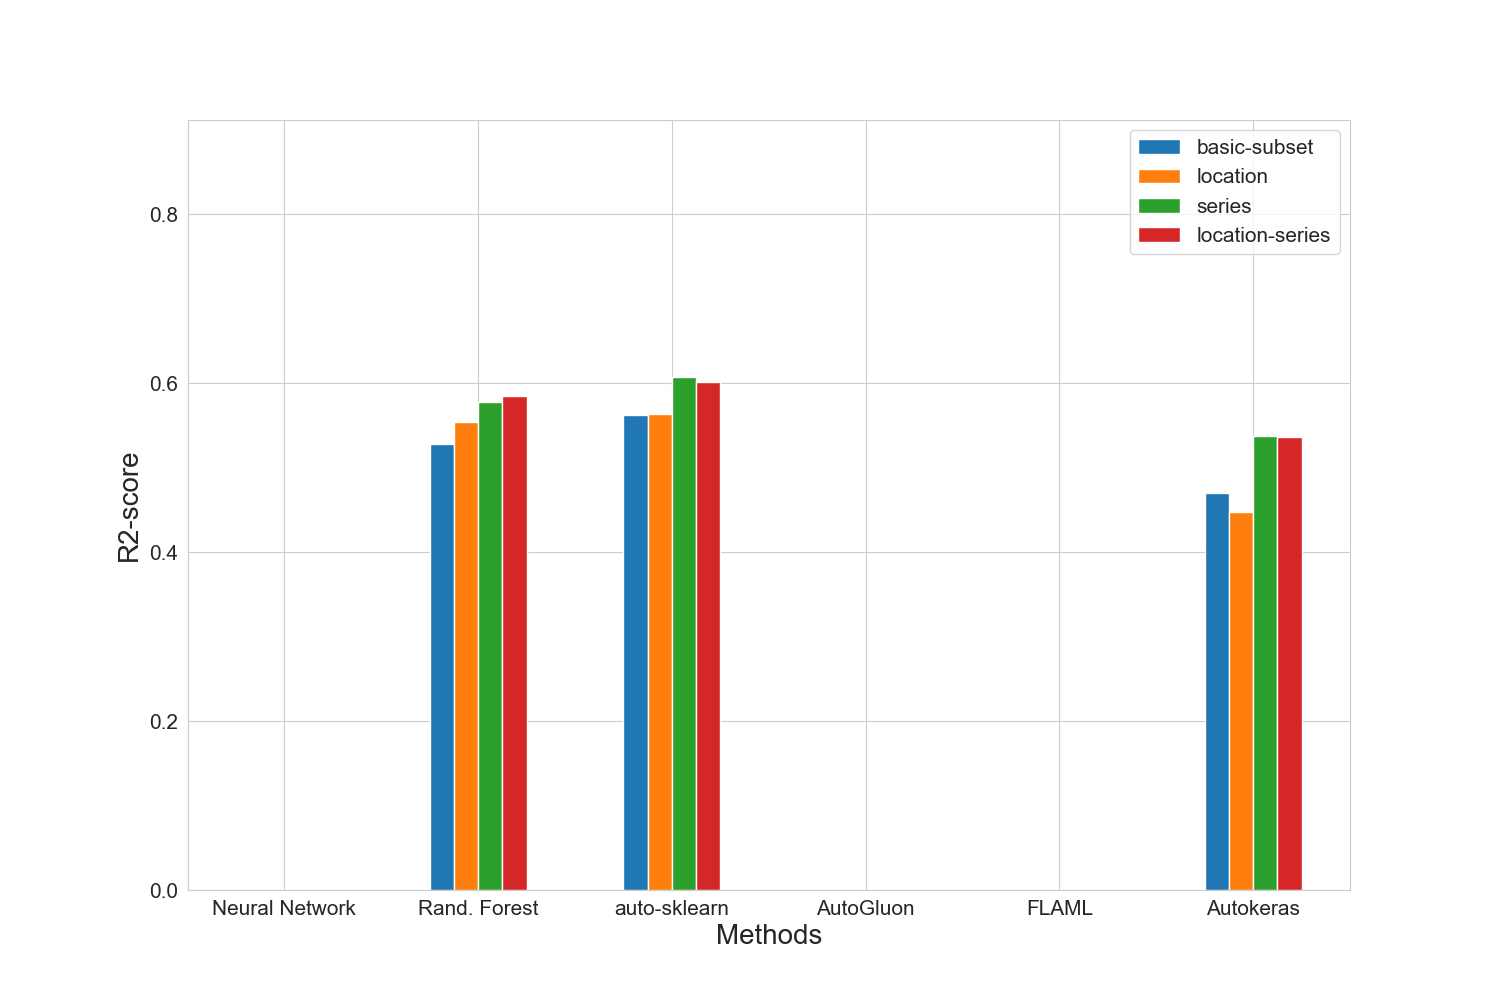 basic-subset
location
series
location-series
0.8
0.6
0.4
0.2
0.0
R2-score
Neural Network Rand. Forest auto-sklearn AutoGluon FLAML Autokeras
Methods